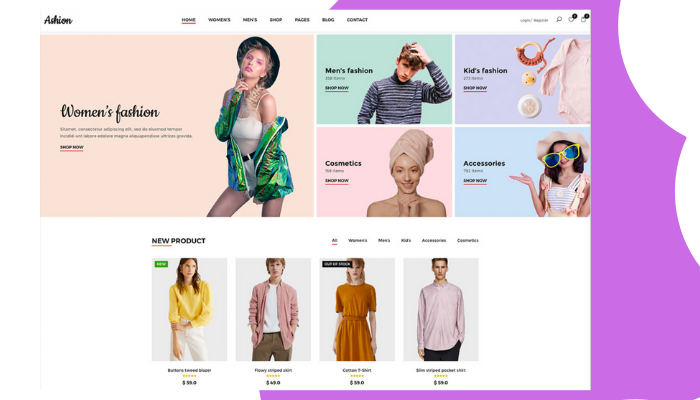 Ashion
HOME WOMEN'S MEN'S SHOP PAGES BLOG CONTACT
Login / Register
Women's fashion
Sitamet, consectetur adipiscing elit, sed do eiusmod tempor
incidid-unt labore edolore magna aliquapendisse ultrices gravida.
SHOP NOW
Men's fashion
358 items
SHOP NOW
Kid's fashion
273 items
SHOP NOW
Cosmetics
159 items
SHOP NOW
Accessories
792 items
SHOP NOW
NEW PRODUCT
All Women's Men's Kid's Accessories Cosmetics
NEW
OUT OF STOCK
Buttons tweed blazer
$ 59.0
Flowy striped skirt
$ 49.0
Cotton T-Shirt
$ 59.0
Slim striped pocket shirt
$ 59.0